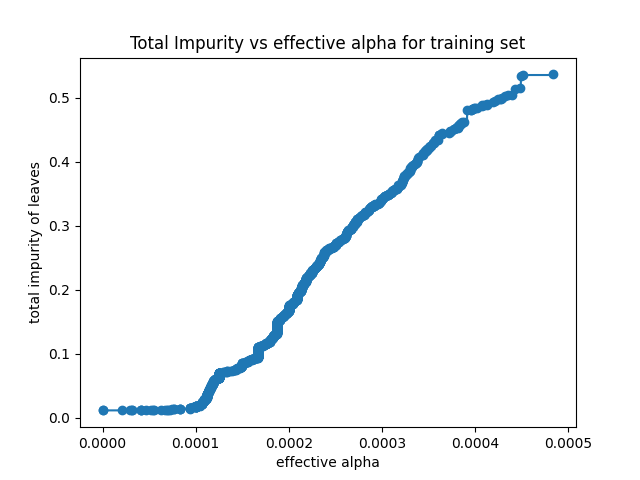 Total Impurity vs effective alpha for training set
total impurity of leaves
0.5
0.4
0.3
0.2
0.1
0.0
0.0000 0.0001 0.0002 0.0003 0.0004 0.0005
effective alpha